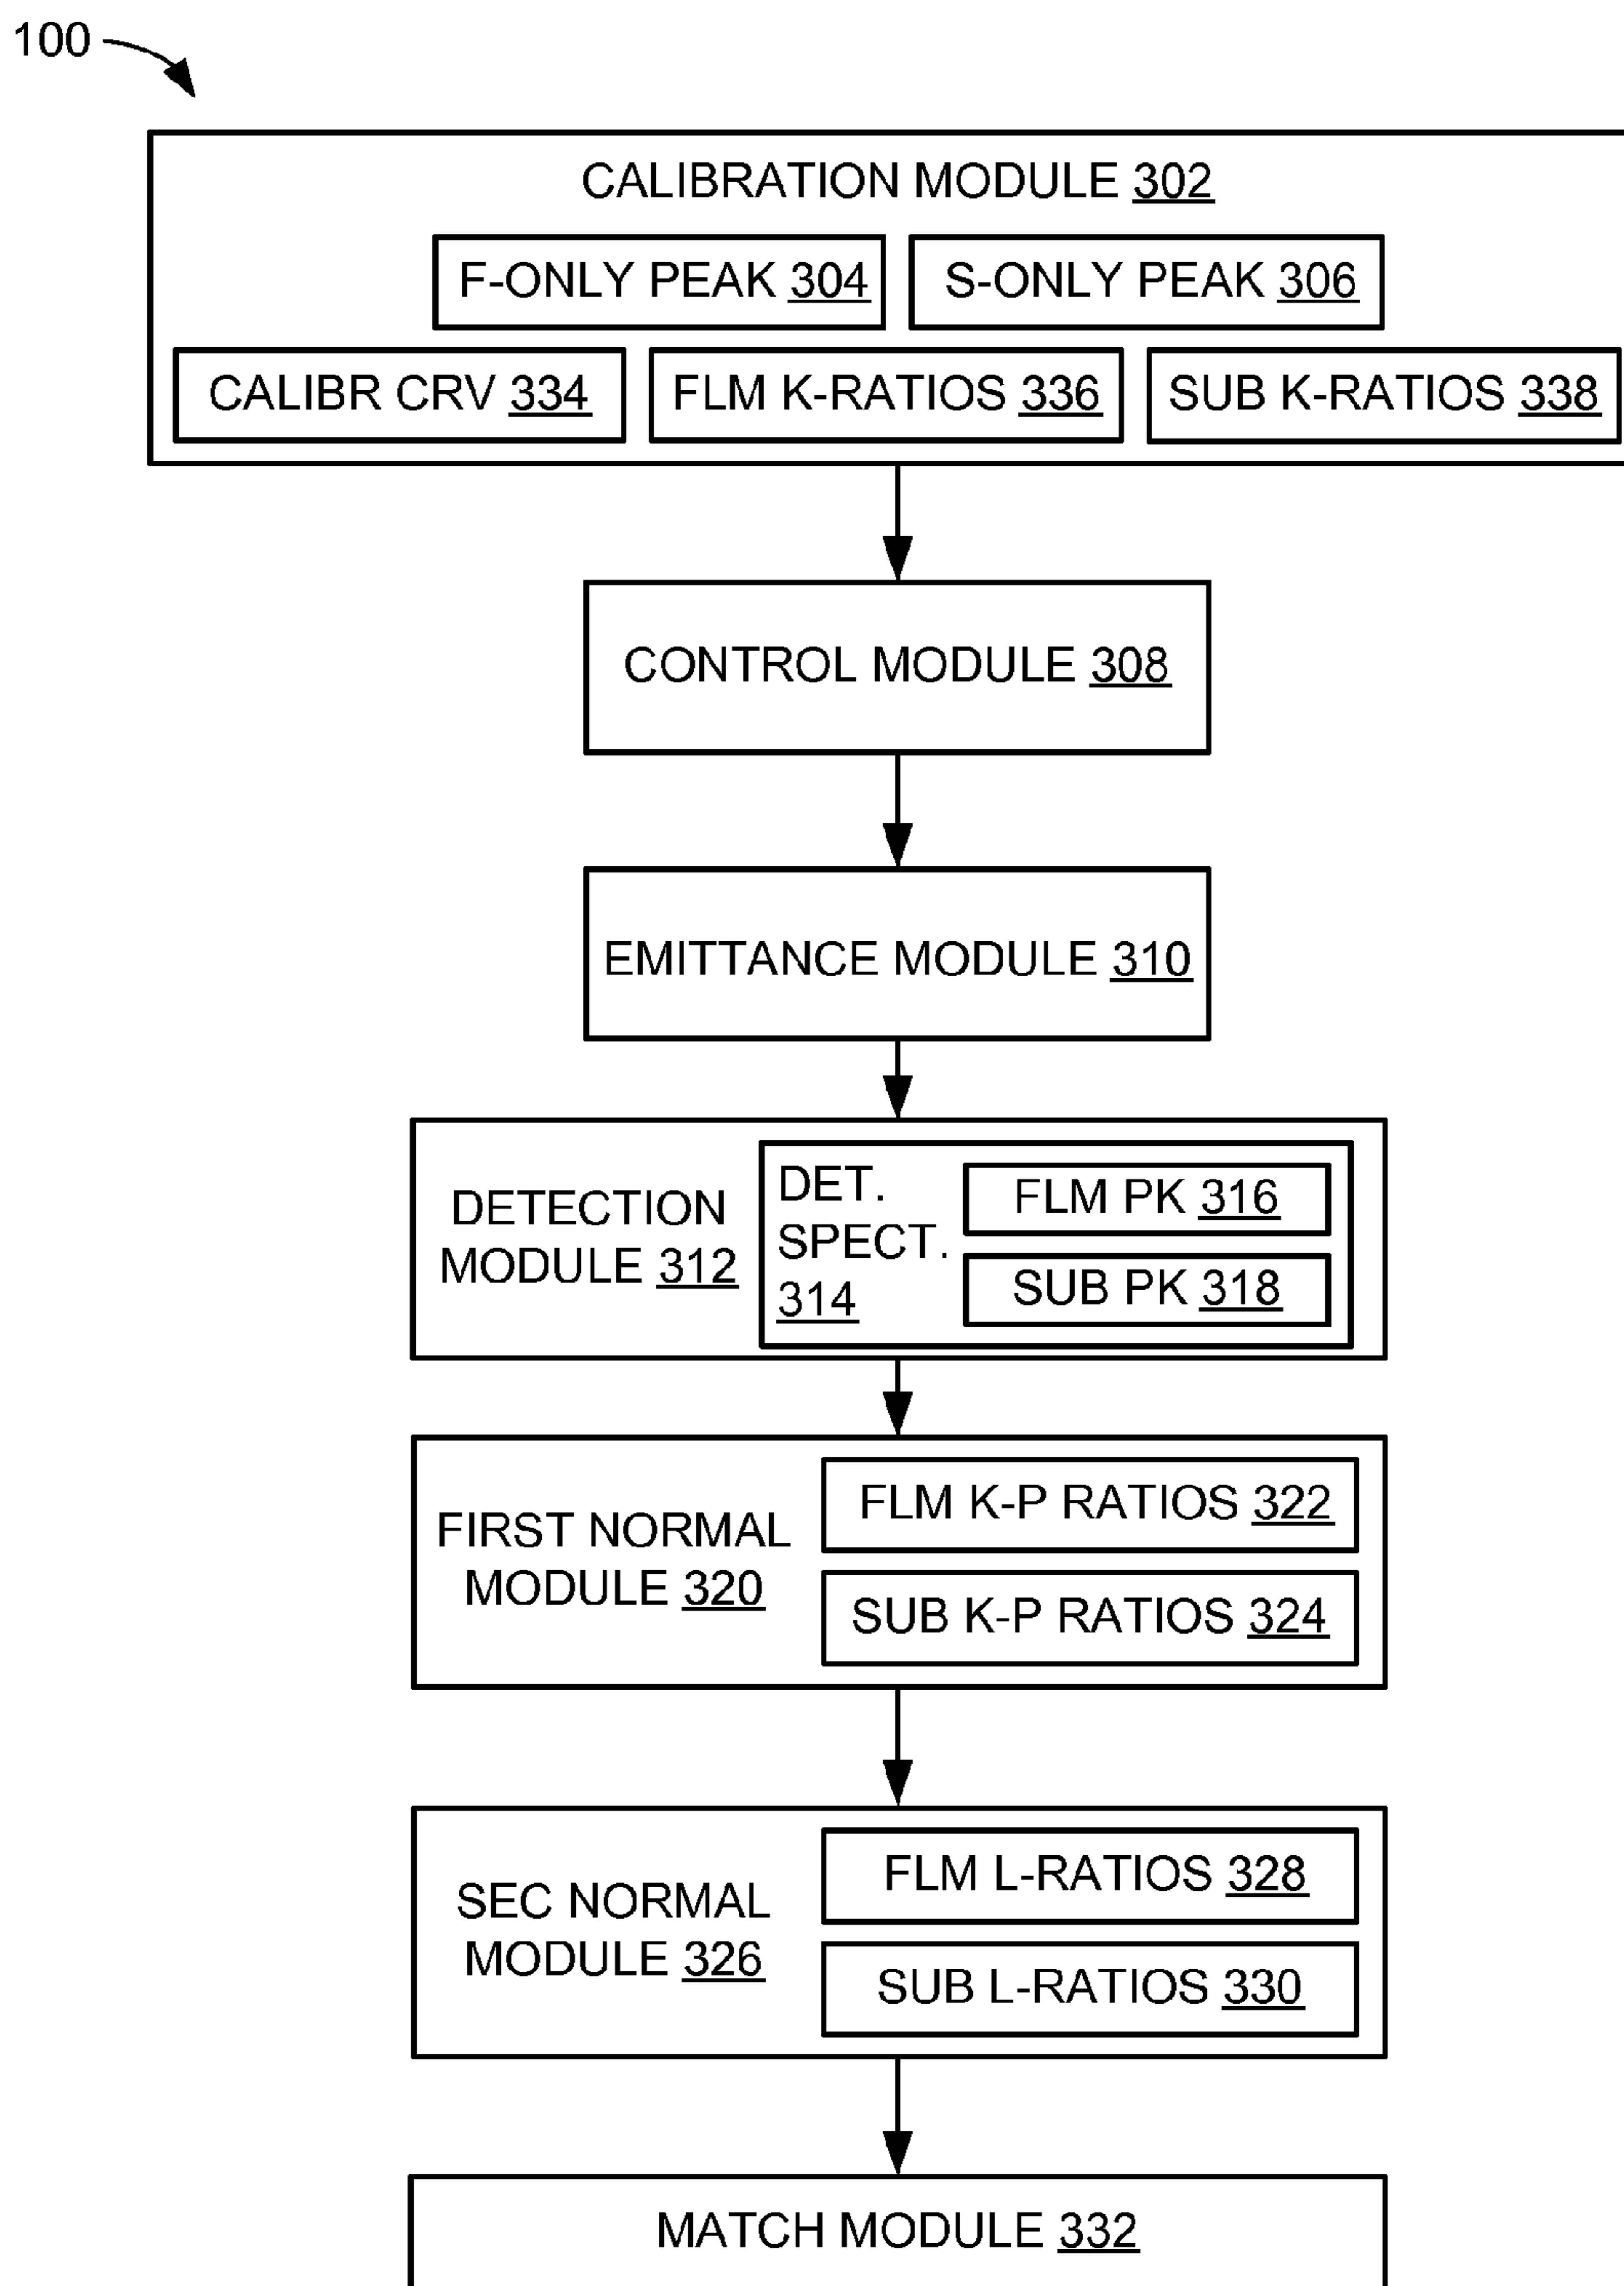 100
CALIBRATION MODULE 302
F-ONLY PEAK 304
S-ONLY PEAK 306
CALIBR CRV 334
FLM K-RATIOS 336
SUB K-RATIOS 338
CONTROL MODULE 308
EMITTANCE MODULE 310
DETECTION
MODULE 312
DET.
SPECT.
314
FLM PK 316
SUB PK 318
FIRST NORMAL
MODULE 320
FLM K-P RATIOS 322
SUB K-P RATIOS 324
SEC NORMAL
MODULE 326
FLM L-RATIOS 328
SUB L-RATIOS 330
MATCH MODULE 332